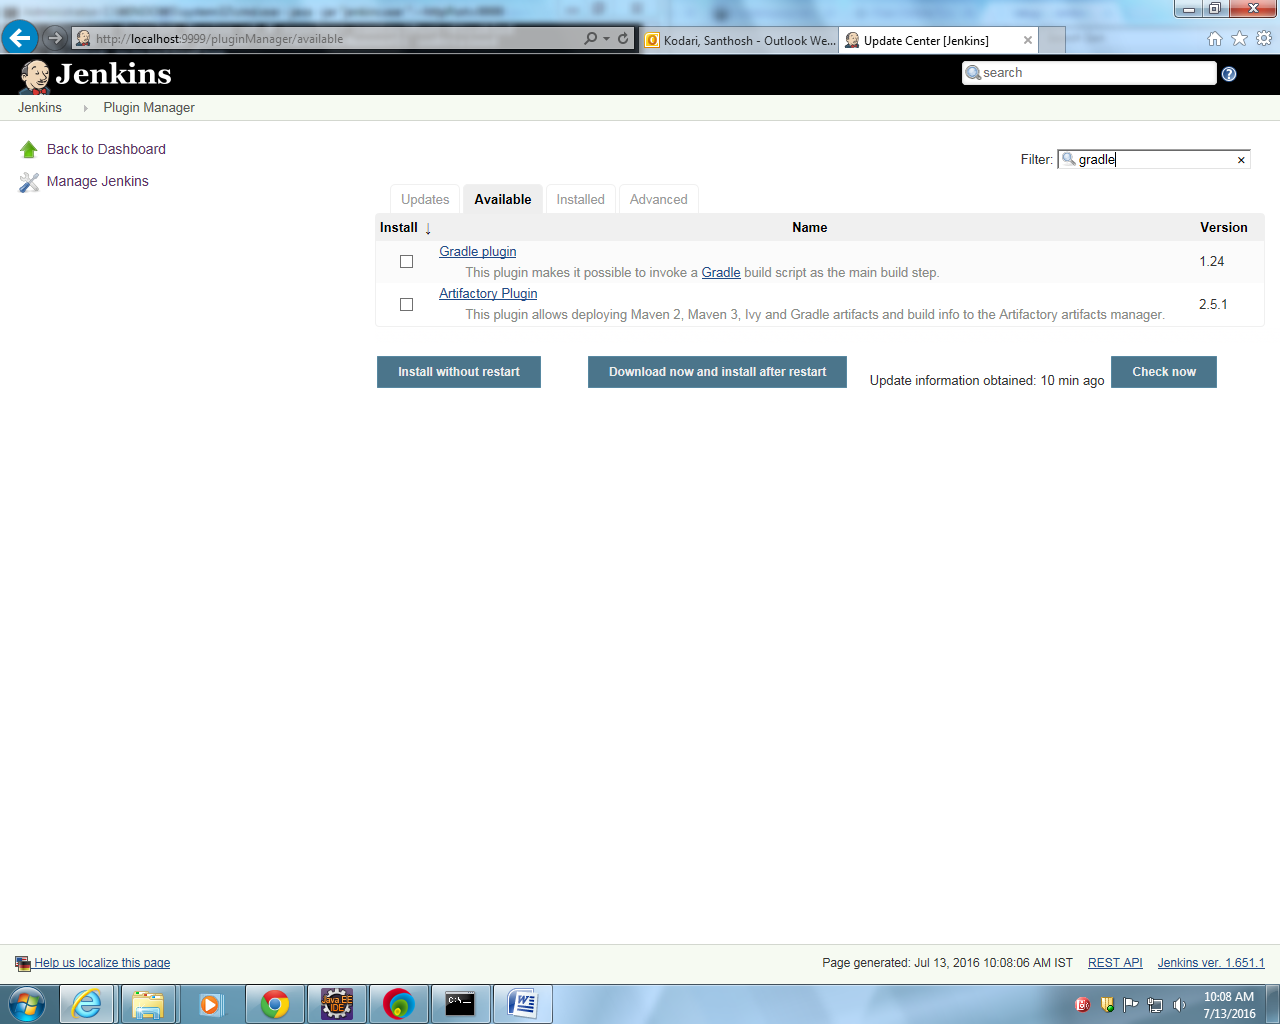 http://localhost:9999/pluginManager/available
Kodari, Santhosh - Outlook We...
Update Center [Jenkins]
Jenkins
search
Jenkins
Plugin Manager
Back to Dashboard
Manage Jenkins
Filter:
gradle
Updates
Available
Installed
Advanced
Install ↓
Name
Version
Gradle plugin
This plugin makes it possible to invoke a Gradle build script as the main build step.
1.24
Artifactory Plugin
This plugin allows deploying Maven 2, Maven 3, Ivy and Gradle artifacts and build info to the Artifactory artifacts manager.
2.5.1
Install without restart
Download now and install after restart
Update information obtained: 10 min ago
Check now
Help us localize this page
Page generated: Jul 13, 2016 10:08:06 AM IST
REST API
Jenkins ver. 1.651.1
Java EE
IDE
C:\.
10:08 AM
7/13/2016